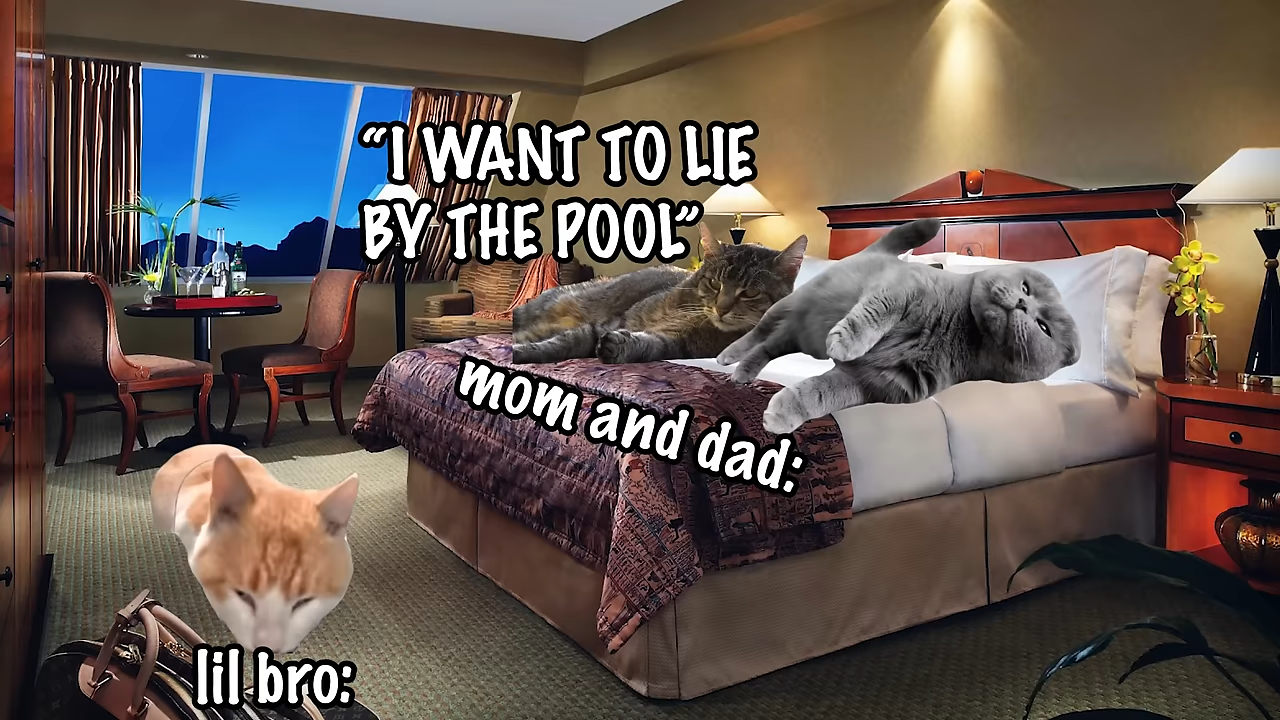 “I WANT TO LIE
BY THE POOL”
mom and dad:
lil bro: